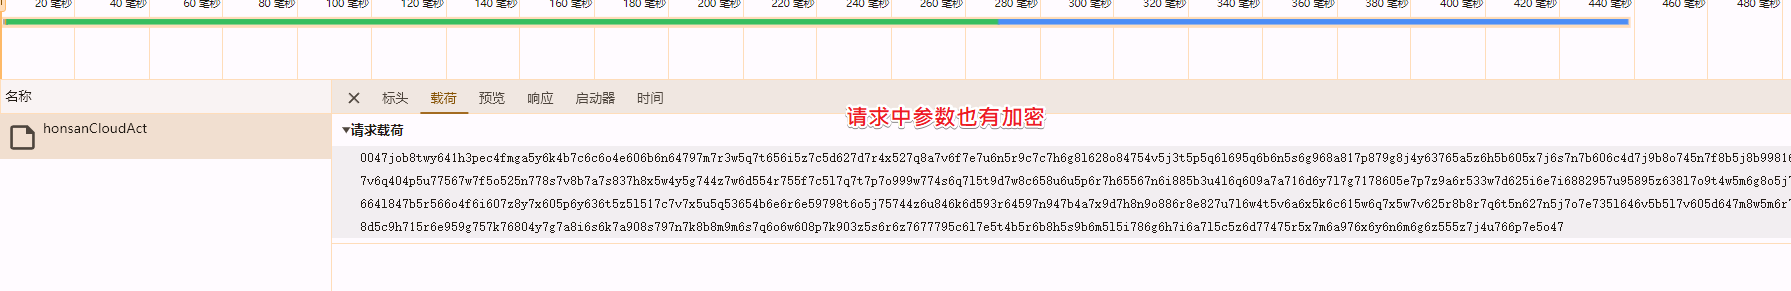 20 毫秒 40 毫秒 60 毫秒 80 毫秒 100 毫秒 120 毫秒 140 毫秒 160 毫秒 180 毫秒 200 毫秒 220 毫秒 240 毫秒 260 毫秒 280 毫秒 300 毫秒 320 毫秒 340 毫秒 360 毫秒 380 毫秒 400 毫秒 420 毫秒 440 毫秒 460 毫秒 480 毫秒
名称
标头 载荷 预览 响应 启动器 时间
请求中参数也有加密
honsanCloudAct
请求载荷
0047job8twy641h3pec4fmga5y6k4b7c6c6o4e606b6n64797m7r3w5q7t656i5z7c5d627d7r4x527q8a7v6f7e7u6n5r9c7c7h6g8l628o84754v5j3t5p5q6l695q6b6n5s6g968a817p879g8j4y63765a5z6h5b605x7j6s7n7b606c4d7j9b8o745n7f8b5j8b99816
7v6q404p5u77567w7f5o525n778s7v8b7a7s837h8x5w4y5g744z7w6d554r755f7c5l7q7t7p7o999w774s6q7l5t9d7w8c658u6u5p6r7h65567n6i885b3u4l6q6q09a7a716d6y7l7g7178605e7p7z9a6r533w7d625i6e7i6882957u95895z638l7o9t4w5m6g8o5j7
664l847b5r566o4f6i607z8y7x605p6y636t5z5l517c7v7x5u5q53654b6e6r6e59798t6o5j75744z6u846k6d593r64597n947b4a7x9d7h8n9o886r8e827u7l6w4t5v6a6x5k6c615w6q7x5w7v625r8b8r7q6t5n627n5j7o7e735l646v5b5l7v605d647m8w5m6r7
8d5c9h715r6e959g757k76804y7g7a8i6s6k7a908s797n7k8b8m9m6s7q6o6w608p7k903z5s6r6z7677795c6l7e5t4b5r6b8h5s9b6m5l5i786g6h7i6a7l5c5z6d77475r5x7m6a976x6y6n6m6g6z555z7j4u766p7e5o47